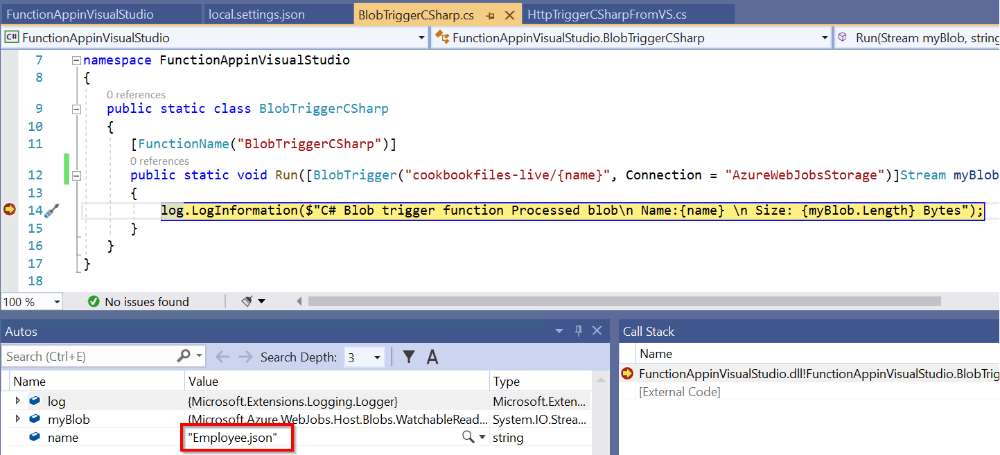 FunctionAppinVisualStudio local.settings.json BlobTriggerCSharp.cs HttpTriggerCSharpFromVS.cs
C# FunctionAppinVisualStudio FunctionAppinVisualStudio.BlobTriggerCSharp Run(Stream myBlob, string
7 namespace FunctionAppinVisualStudio
8 {
0 references
9 public static class BlobTriggerCSharp
10 {
11 [FunctionName("BlobTriggerCSharp")]
0 references
12 public static void Run([BlobTrigger("cookbookfiles-live/{name}", Connection = "AzureWebJobsStorage")]Stream myBlob
13 {
14 log.LogInformation($"C# Blob trigger function Processed blob\n Name:{name} \n Size: {myBlob.Length} Bytes");
15 }
16 }
17 }
18
100 % No issues found
Autos
Search (Ctrl+E) Search Depth: 3 A
Name Value Type
log {Microsoft.Extensions.Logging.Logger} Microsoft.Exten...
myBlob {Microsoft.Azure.WebJobs.Host.Blobs.WatchableRead... System.IO.Strea...
name "Employee.json" string
Call Stack
Name
FunctionAppinVisualStudio.dll!FunctionAppinVisualStudio.BlobTrig
[External Code]